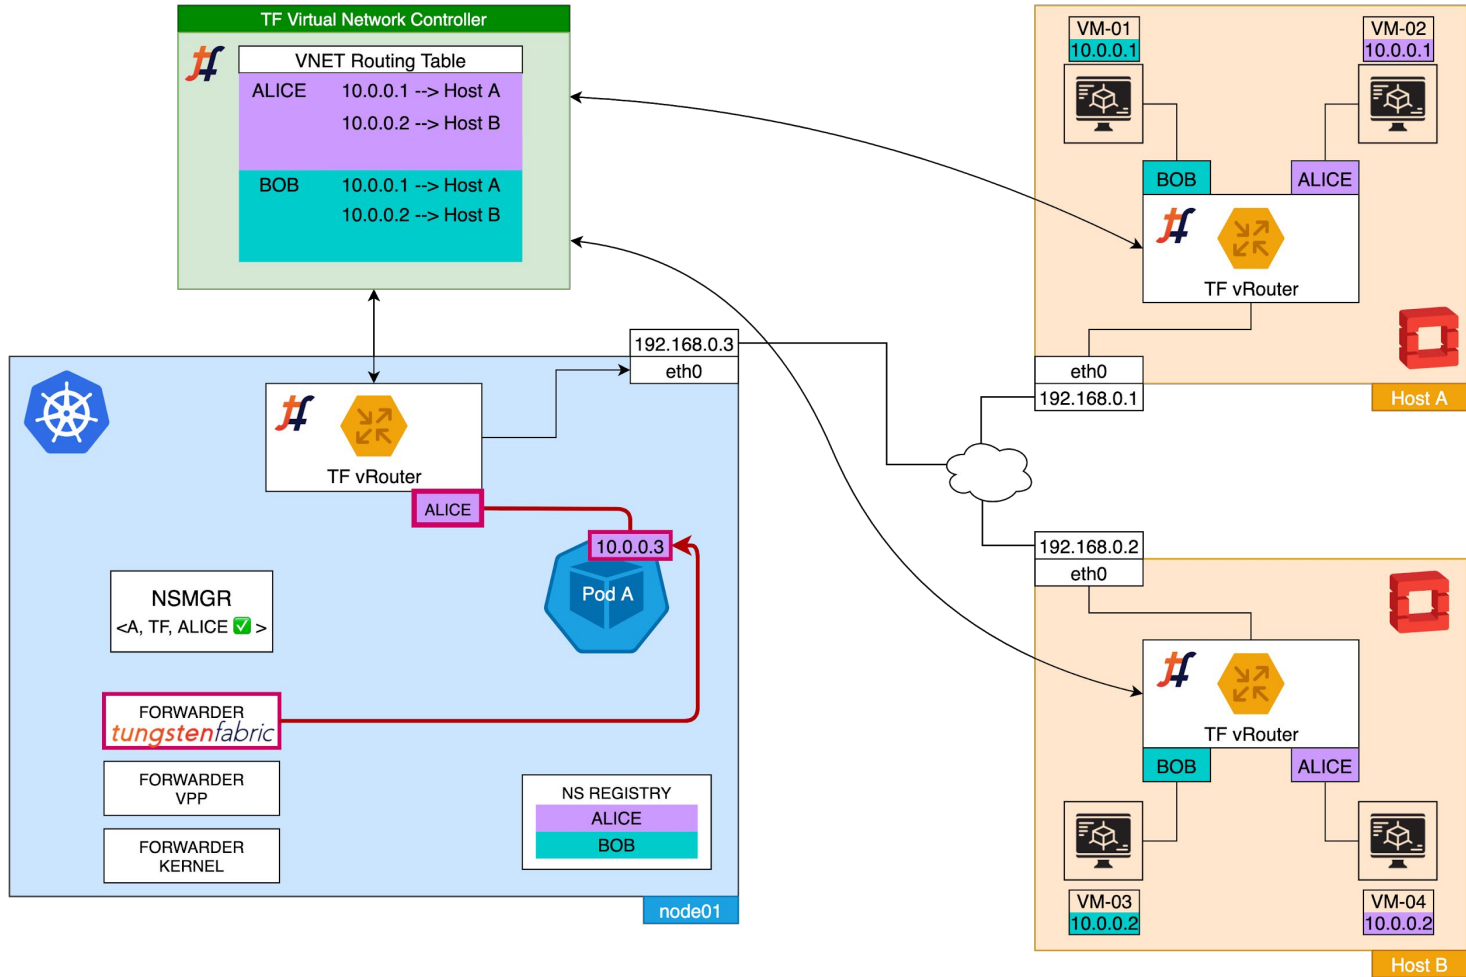 TF Virtual Network Controller
VNET Routing Table
ALICE 10.0.0.1 --> Host A
10.0.0.2 --> Host B
BOB 10.0.0.1 --> Host A
10.0.0.2 --> Host B
VM-01
10.0.0.1
VM-02
10.0.0.1
BOB
ALICE
TF vRouter
eth0
192.168.0.1
Host A
192.168.0.3
eth0
TF vRouter
ALICE
10.0.0.3
Pod A
NSMGR
<A, TF, ALICE ✅ >
FORWARDER
tungstenfabric
FORWARDER
VPP
FORWARDER
KERNEL
NS REGISTRY
ALICE
BOB
node01
192.168.0.2
eth0
TF vRouter
BOB
ALICE
VM-03
10.0.0.2
VM-04
10.0.0.2
Host B